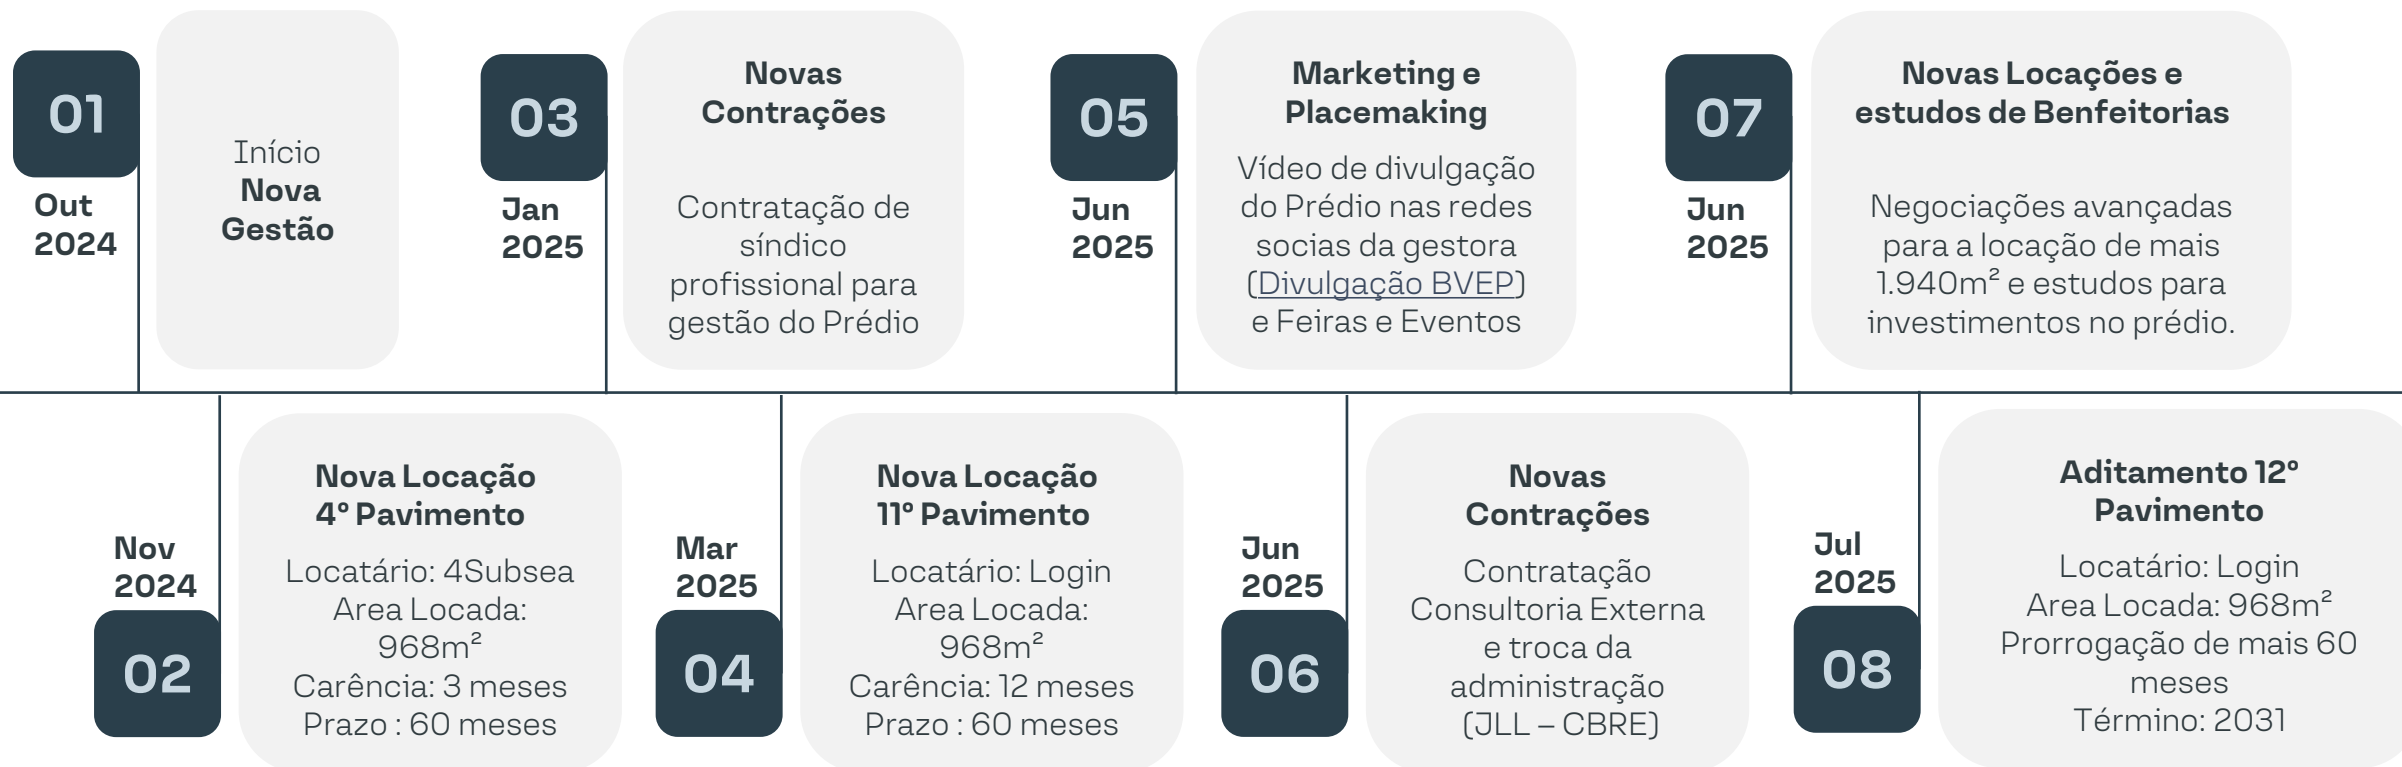 01
Out
2024
Início
Nova
Gestão
02
Nov
2024
Nova Locação
4º Pavimento
Locatário: 4Subsea
Area Locada:
968m²
Carência: 3 meses
Prazo : 60 meses
03
Jan
2025
Novas
Contrações
Contratação de
síndico
profissional para
gestão do Prédio
04
Mar
2025
Nova Locação
11º Pavimento
Locatário: Login
Area Locada:
968m²
Carência: 12 meses
Prazo : 60 meses
05
Jun
2025
Marketing e
Placemaking
Vídeo de divulgação
do Prédio nas redes
socias da gestora
(Divulgação BVEP)
e Feiras e Eventos
06
Jun
2025
Novas
Contrações
Contratação
Consultoria Externa
e troca da
administração
(JLL – CBRE)
07
Jun
2025
Novas Locações e
estudos de Benfeitorias
Negociações avançadas
para a locação de mais
1.940m² e estudos para
investimentos no prédio.
08
Jul
2025
Aditamento 12º
Pavimento
Locatário: Login
Area Locada: 968m²
Prorrogação de mais 60
meses
Término: 2031